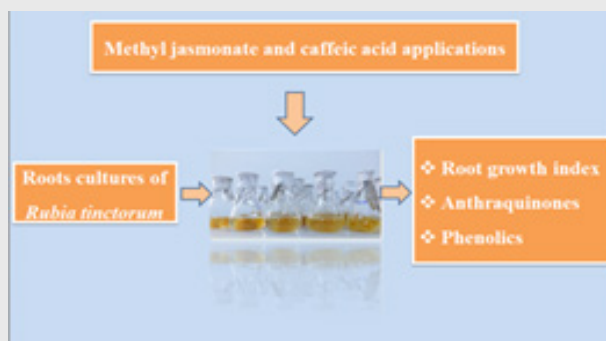 Methyl jasmonate and caffeic acid applications
Roots cultures of
Rubia tinctorum
❖ Root growth index
❖ Anthraquinones
❖ Phenolics